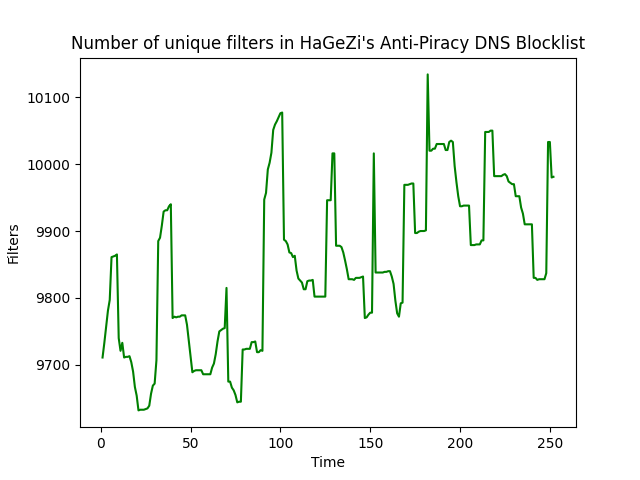 Number of unique filters in HaGeZi's Anti-Piracy DNS Blocklist
10100
10000
9900
9800
9700
Filters
0 50 100 150 200 250
Time